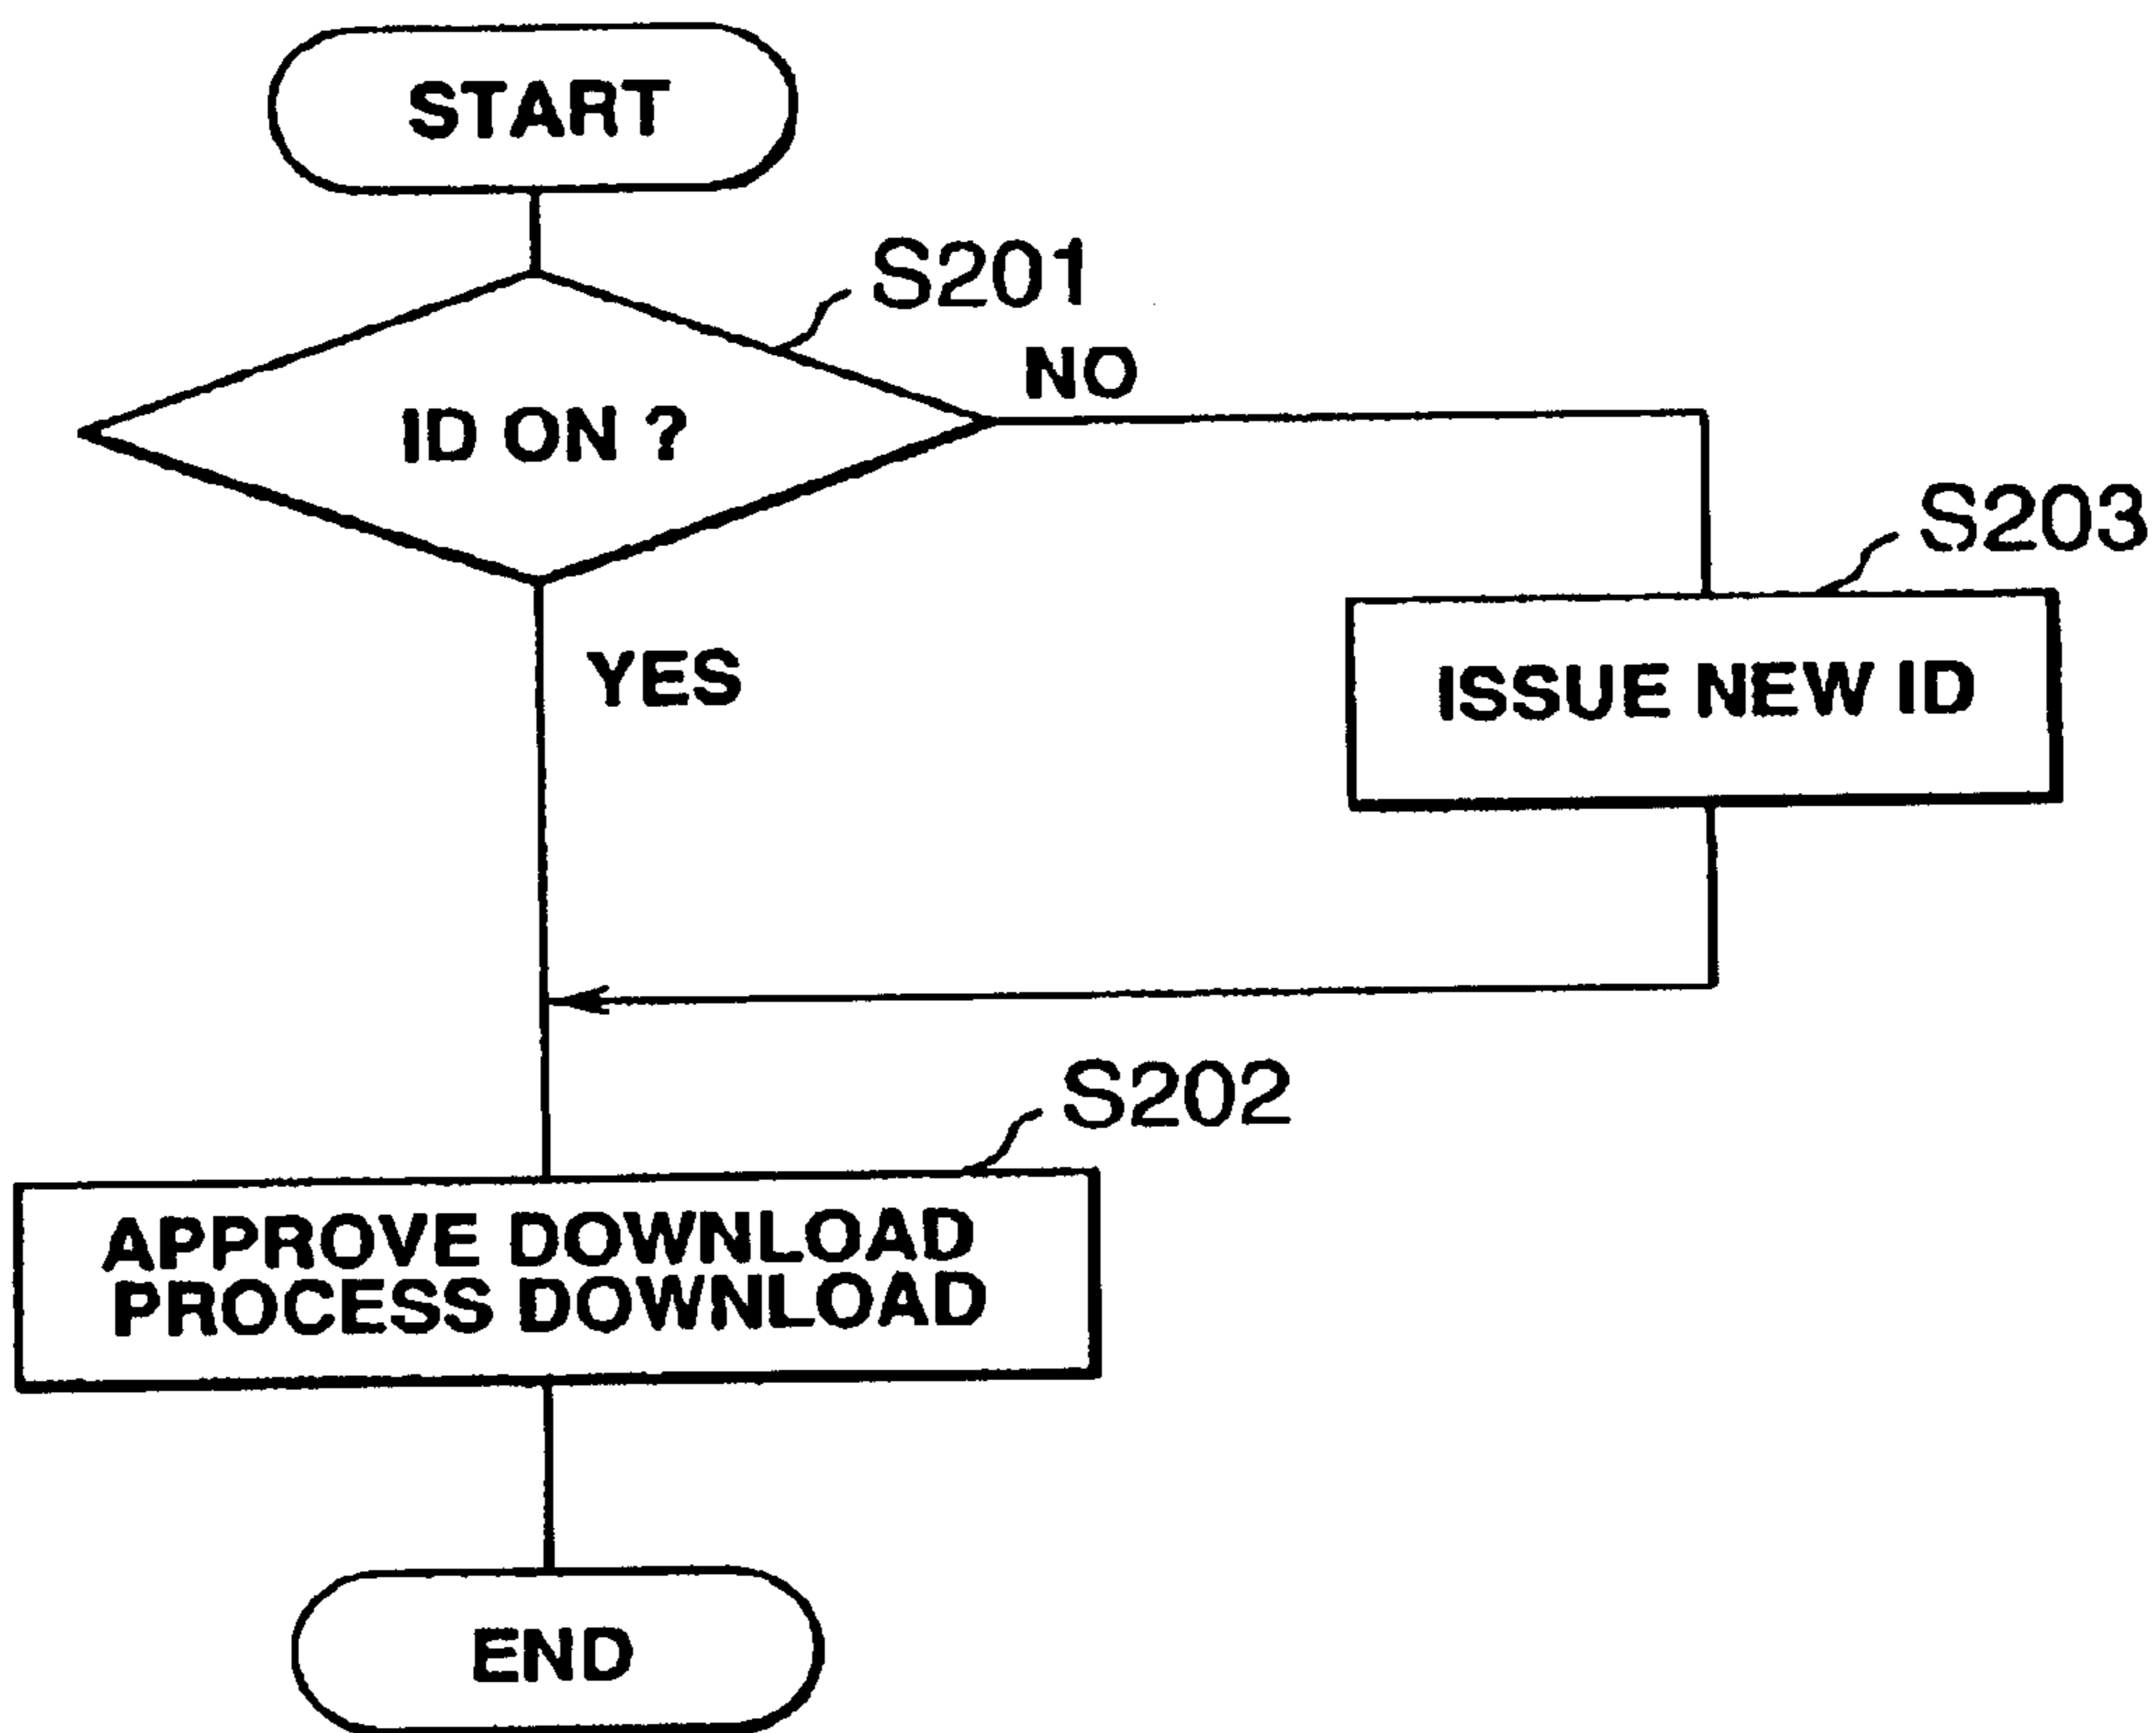 START
S201
NO
ID ON ?
S203
YES
ISSUE NEW ID
S202
APPROVE DOWNLOAD
PROCESS DOWNLOAD
END